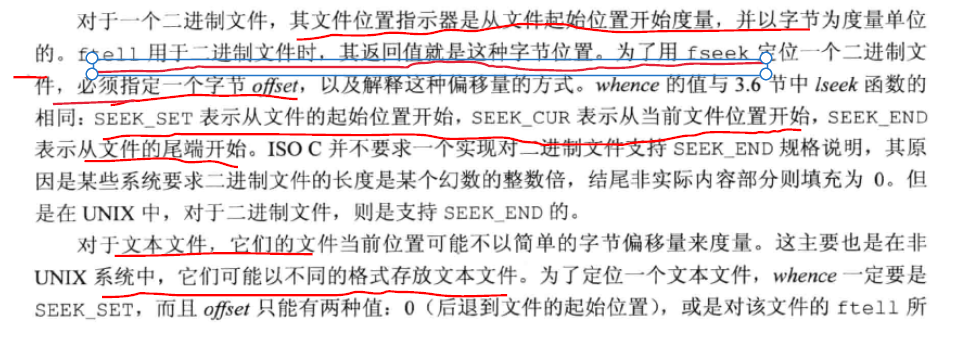 对于一个二进制文件，其文件位置指示器是从文件起始位置开始度量，并以字节为度量单位
的。ftell 用于二进制文件时，其返回值就是这种字节位置。为了用 fseek 定位一个二进制文
件，必须指定一个字节 offset，以及解释这种偏移量的方式。whence 的值与 3.6 节中 lseek 函数的
相同：SEEK_SET 表示从文件的起始位置开始，SEEK_CUR 表示从当前文件位置开始，SEEK_END
表示从文件的尾端开始。ISO C 并不要求一个实现对二进制文件支持 SEEK_END 规格说明，其原
因是某些系统要求二进制文件的长度是某个幻数的整数倍，结尾非实际内容部分则填充为 0。但
是在 UNIX 中，对于二进制文件，则是支持 SEEK_END 的。
对于文本文件，它们的文件当前位置可能不以简单的字节偏移量来度量。这主要也是在非
UNIX 系统中，它们可能以不同的格式存放文本文件。为了定位一个文本文件，whence 一定要是
SEEK_SET，而且 offset 只能有两种值：0（后退到文件的起始位置），或是对该文件的 ftell 所